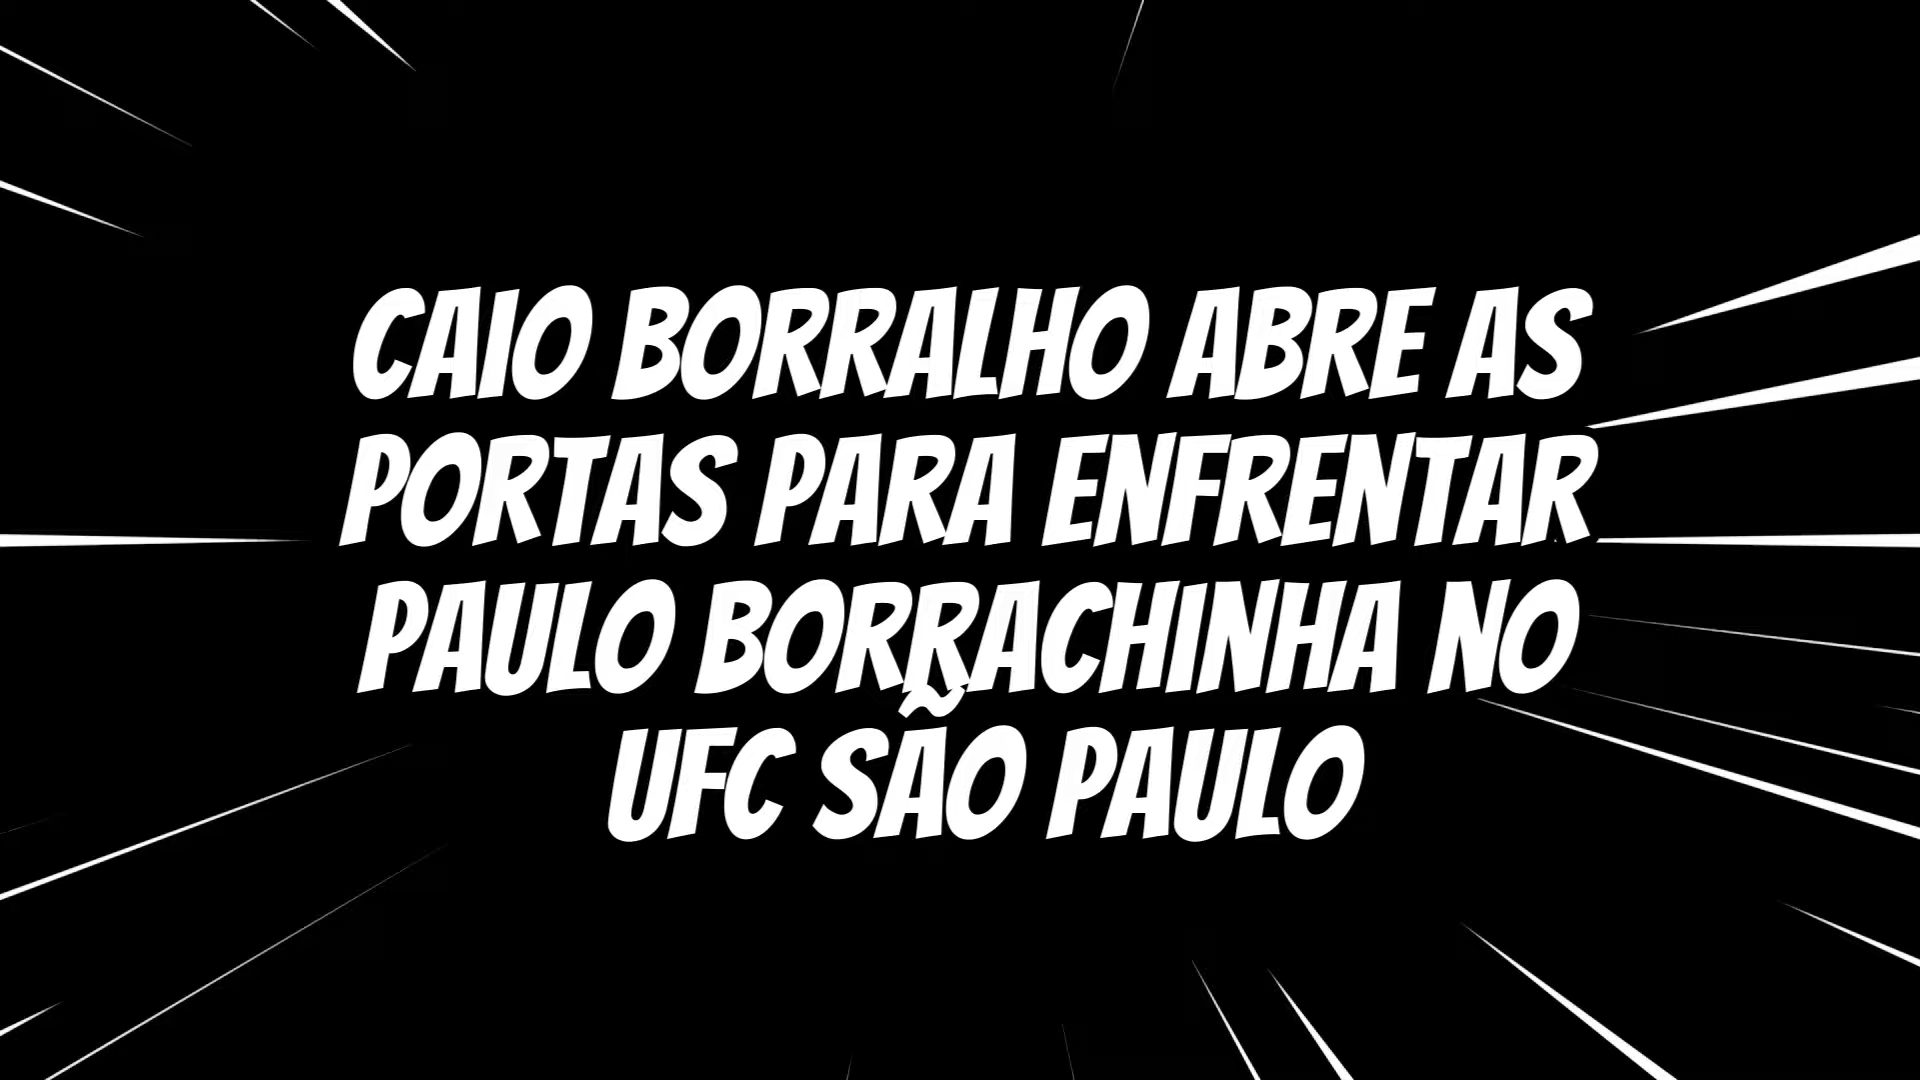 CAIO BORRALHO ABRE AS
PORTAS PARA ENFRENTAR
PAULO BORRACHINHA NO
UFC SÃO PAULO